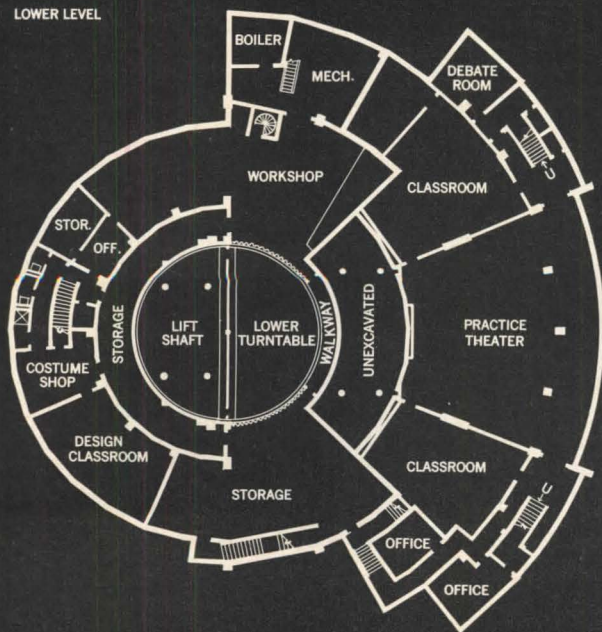 LOWER LEVEL
BOILER
MECH.
DEBATE
ROOM
WORKSHOP
CLASSROOM
STOR.
OFF.
STORAGE
LIFT
SHAFT
LOWER
TURNTABLE
WALKWAY
UNEXCAVATED
PRACTICE
THEATER
COSTUME
SHOP
DESIGN
CLASSROOM
STORAGE
CLASSROOM
OFFICE
OFFICE